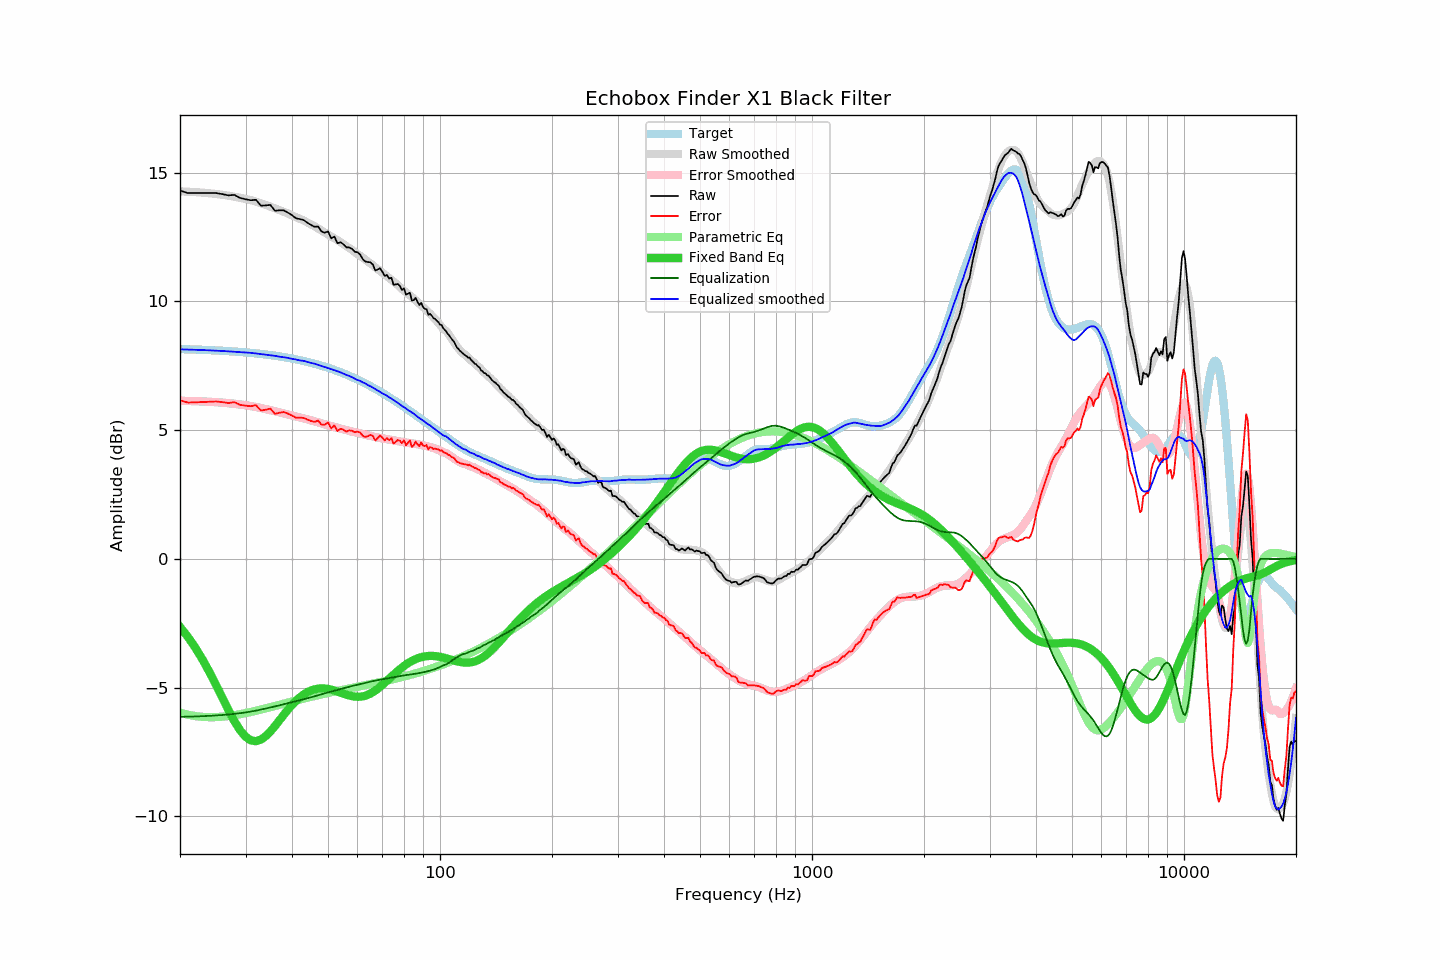 Echobox Finder X1 Black Filter
Target
Raw Smoothed
Error Smoothed
Raw
Error
Parametric Eq
Fixed Band Eq
Equalization
Equalized smoothed
Amplitude (dBr)
15
10
5
0
−5
−10
100
1000
10000
Frequency (Hz)